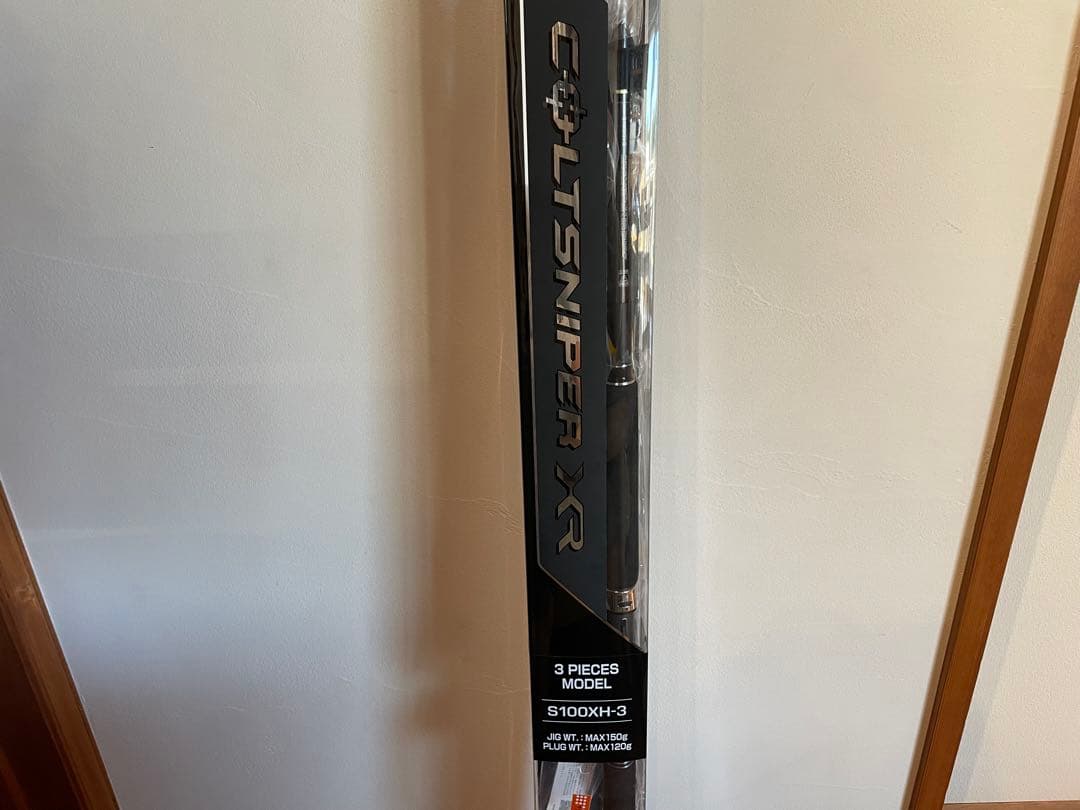 COLTSNIPER XR
3 PIECES
MODEL
S100XH-3
JIG WT. : MAX150g
PLUG WT. : MAX120g